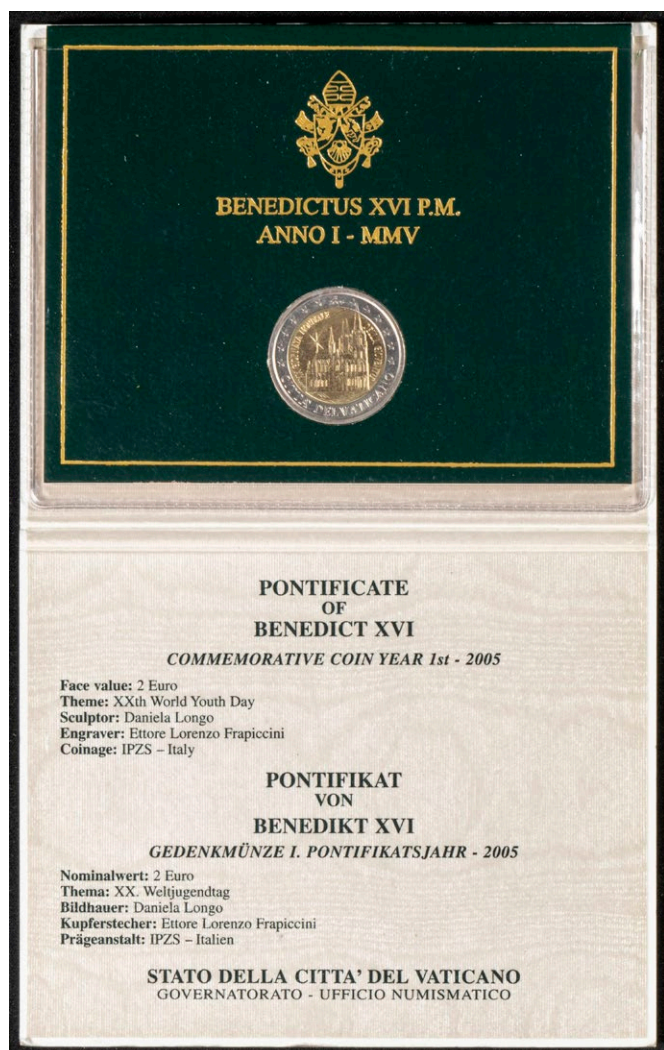 BENEDICTUS XVI P.M.
ANNO I - MMV
CITTA' DEL VATICANO
PONTIFICATE
OF
BENEDICT XVI
COMMEMORATIVE COIN YEAR 1st - 2005
Face value: 2 Euro
Theme: XXth World Youth Day
Sculptor: Daniela Longo
Engraver: Ettore Lorenzo Frapiccini
Coinage: IPZS – Italy
PONTIFIKAT
VON
BENEDIKT XVI
GEDENKMÜNZE I. PONTIFIKATSJAHR - 2005
Nominalwert: 2 Euro
Thema: XX. Weltjugendtag
Bildhauer: Daniela Longo
Kupferstecher: Ettore Lorenzo Frapiccini
Prägeanstalt: IPZS – Italien
STATO DELLA CITTA' DEL VATICANO
GOVERNATORATO - UFFICIO NUMISMATICO